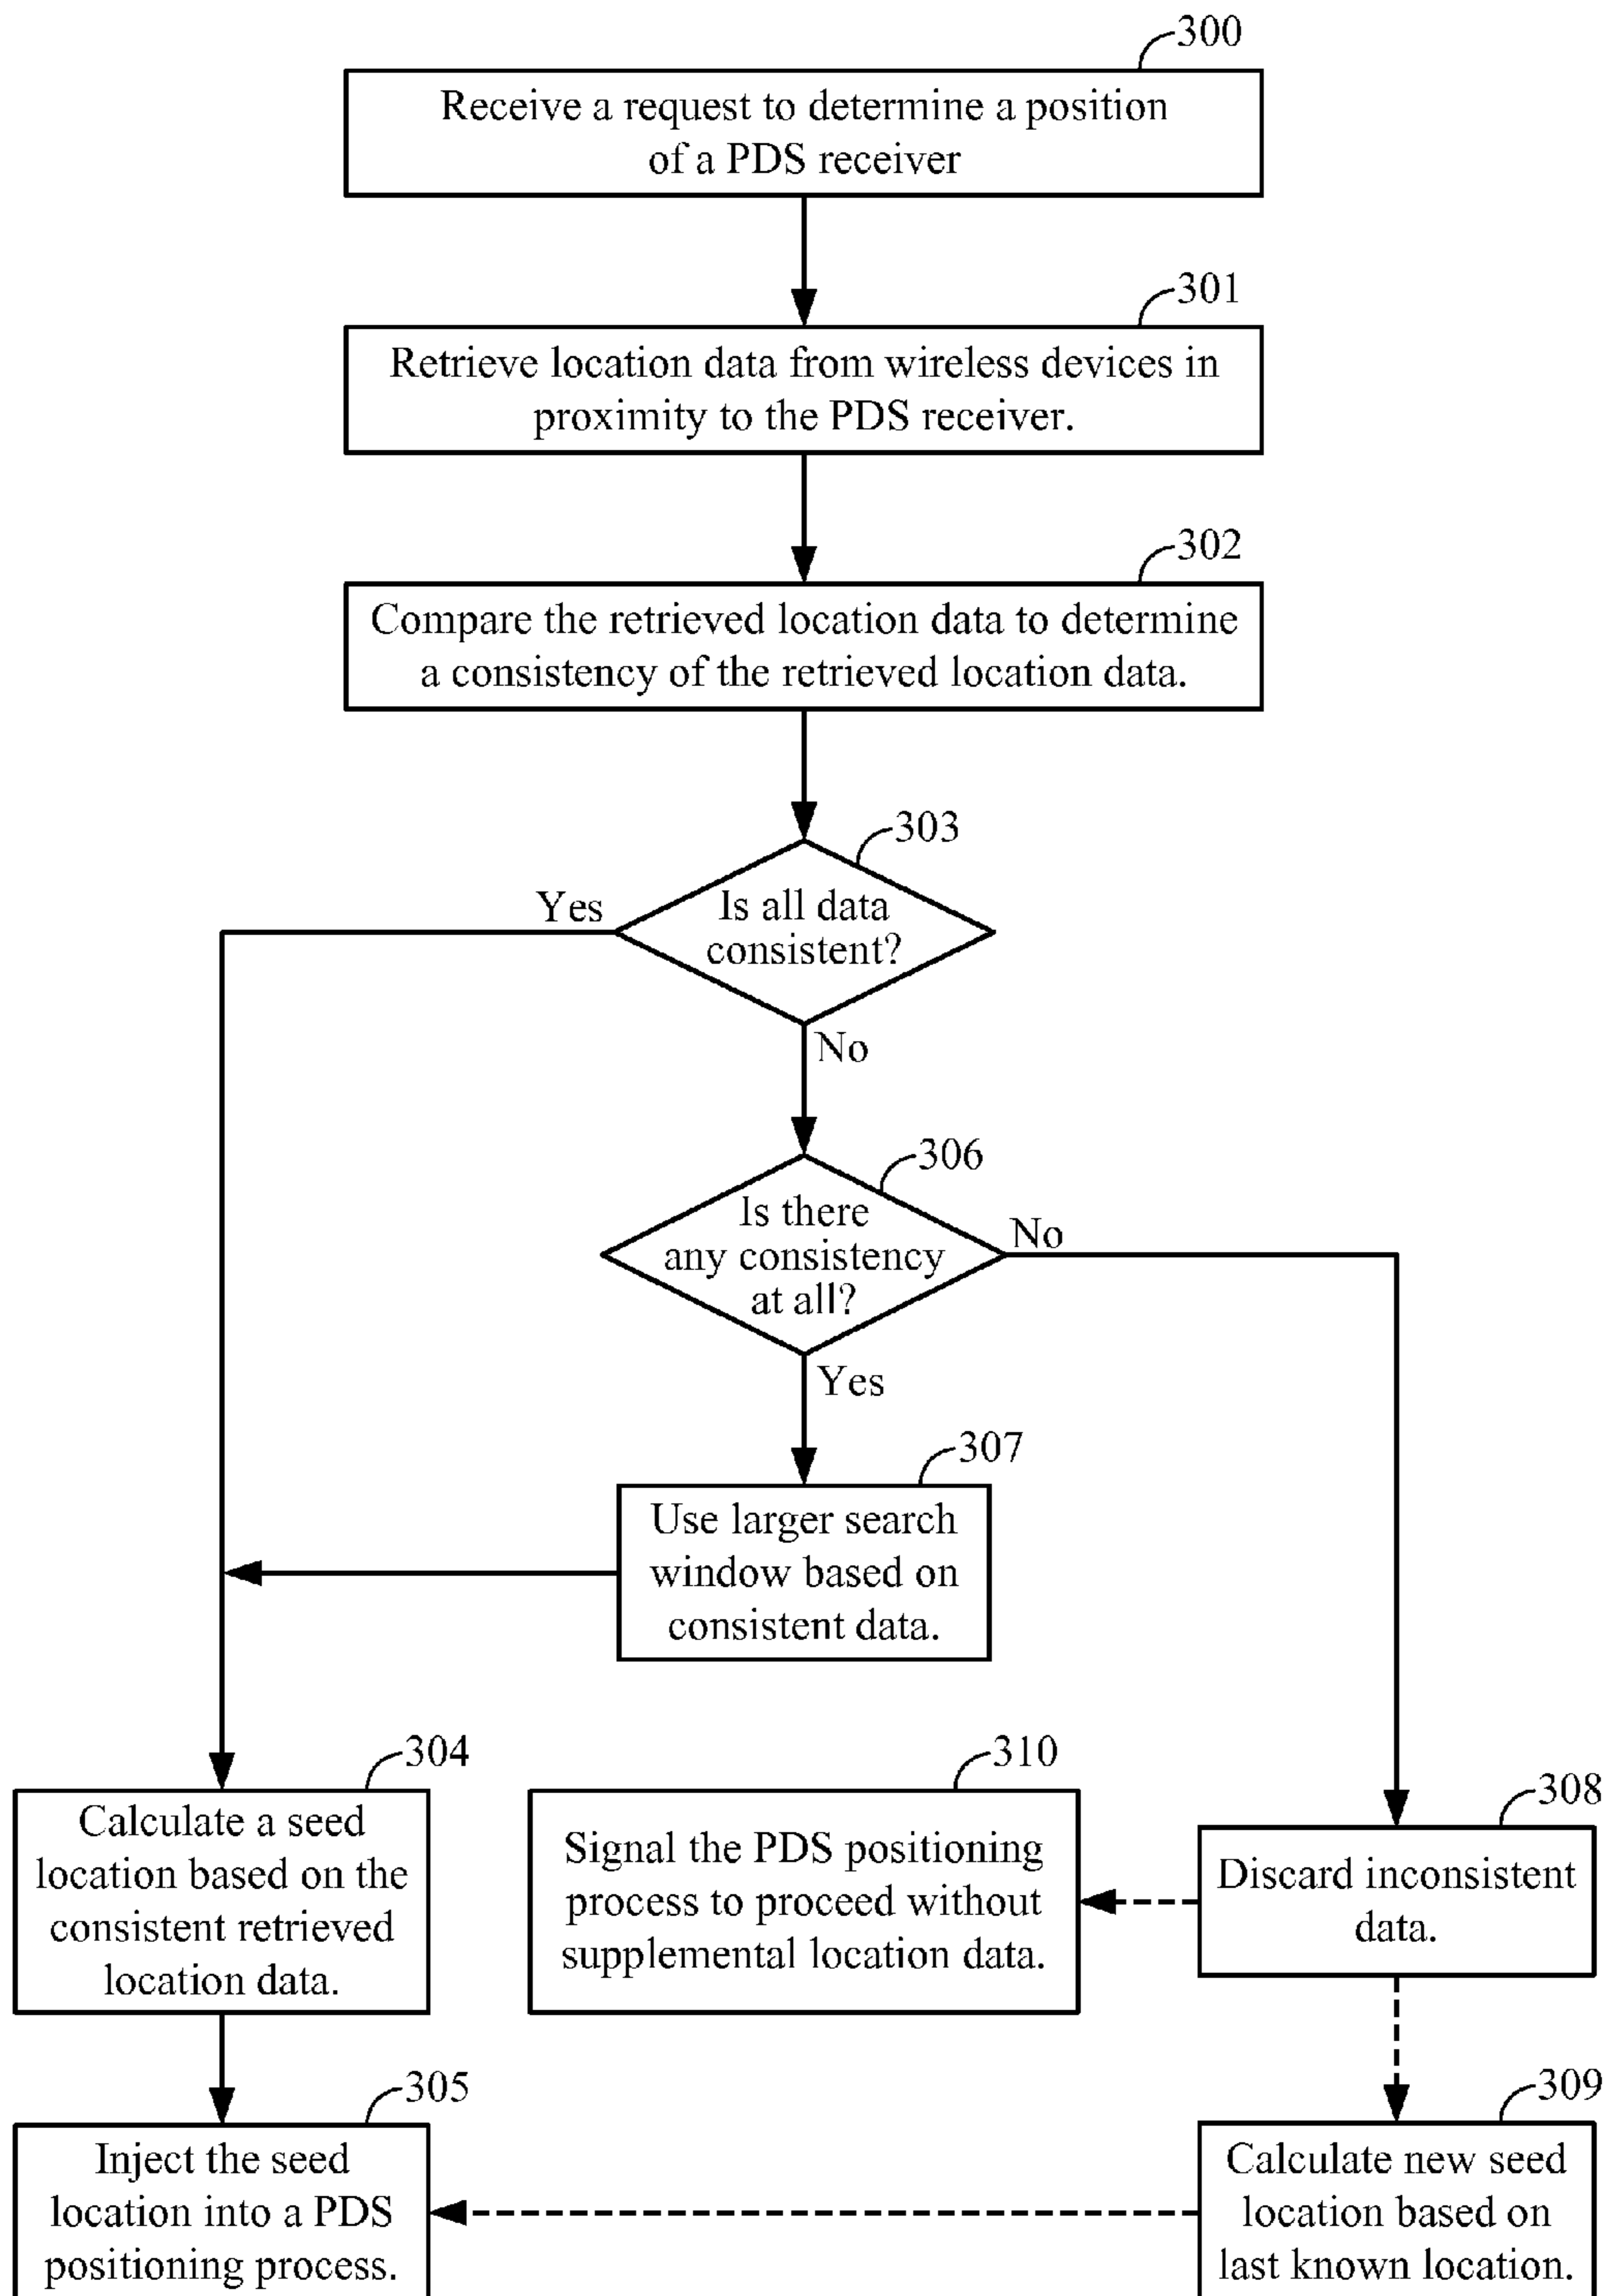 300
Receive a request to determine a position
of a PDS receiver
301
Retrieve location data from wireless devices in
proximity to the PDS receiver.
302
Compare the retrieved location data to determine
a consistency of the retrieved location data.
303
Yes
Is all data
consistent?
No
306
Is there
any consistency
at all?
No
Yes
307
Use larger search
window based on
consistent data.
304
Calculate a seed
location based on the
consistent retrieved
location data.
310
Signal the PDS positioning
process to proceed without
supplemental location data.
308
Discard inconsistent
data.
305
Inject the seed
location into a PDS
positioning process.
309
Calculate new seed
location based on
last known location.